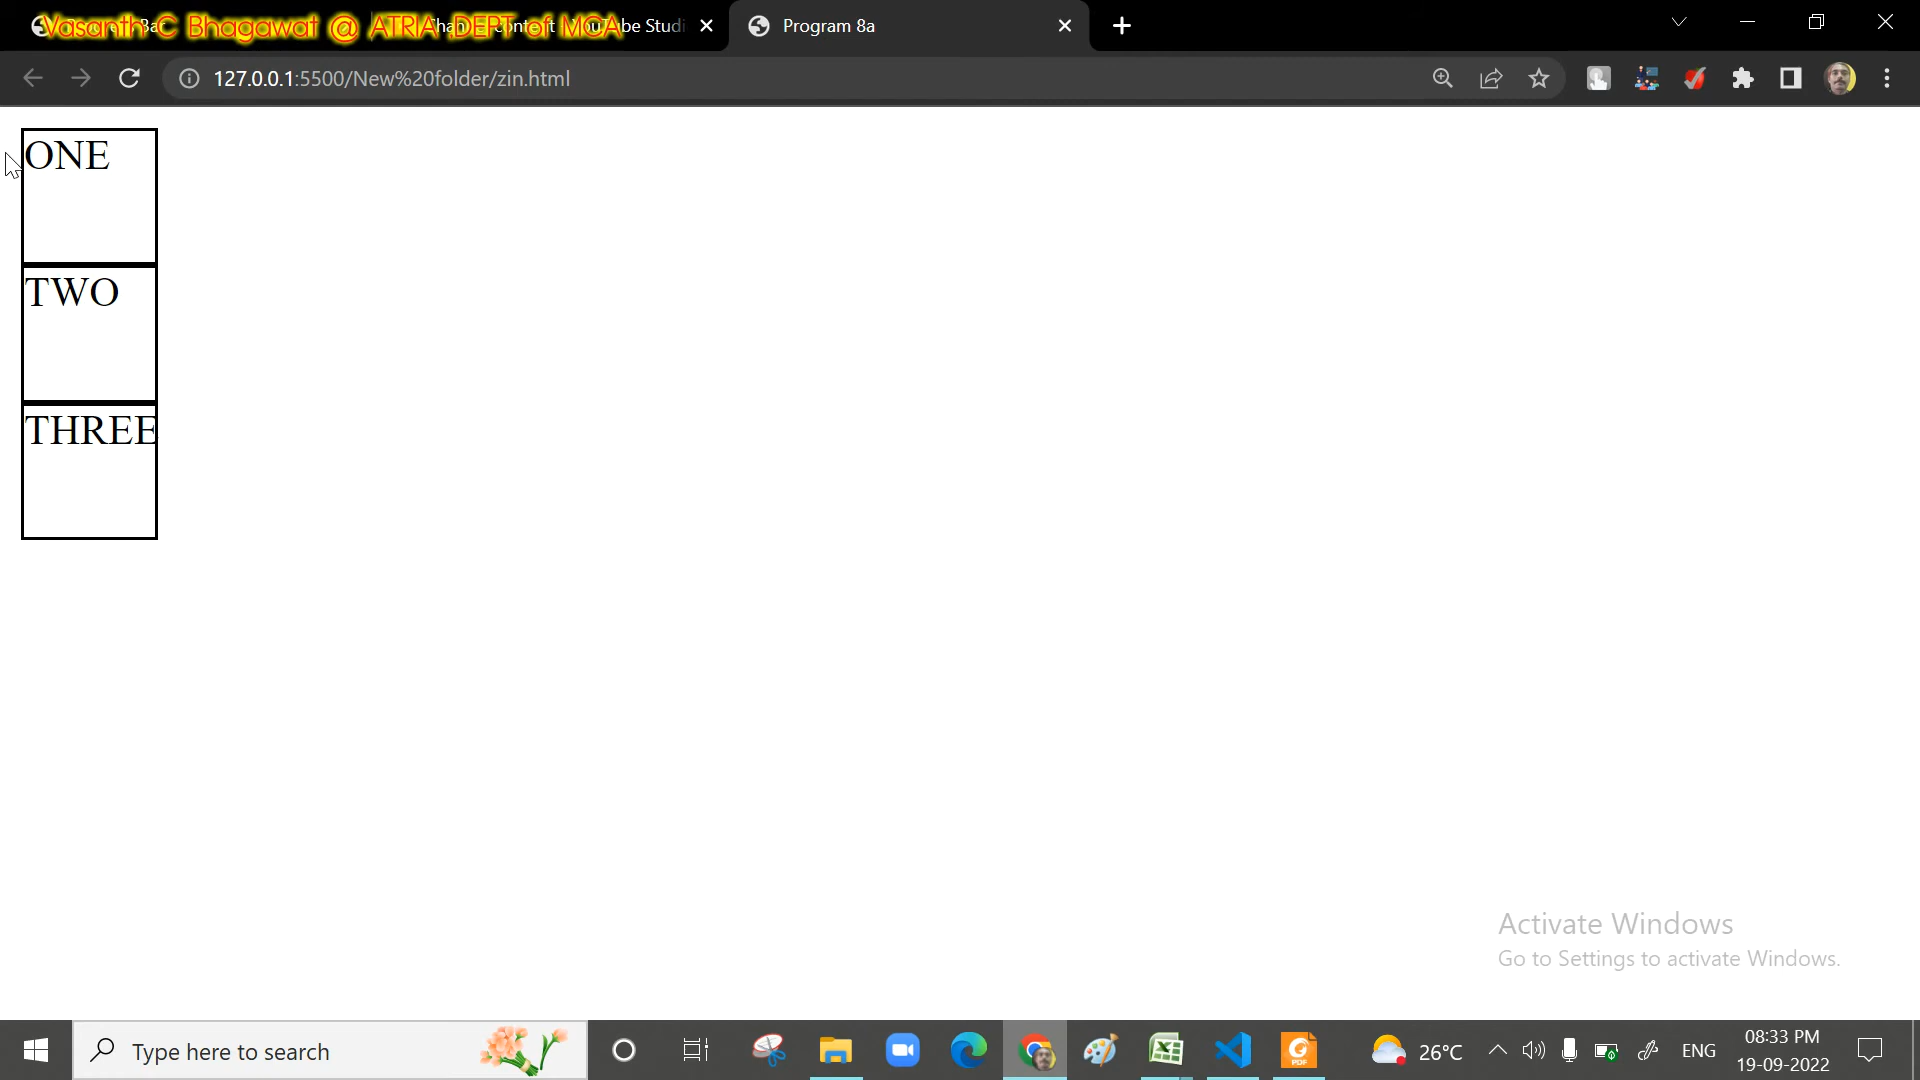 Vasanth C Bhagawat @ ATRIA ,DEPT of MCA
Program 8a
127.0.0.1:5500/New%20folder/zin.html
ONE
TWO
THREE
Activate Windows
Go to Settings to activate Windows.
Type here to search
26°C
ENG
08:33 PM
19-09-2022